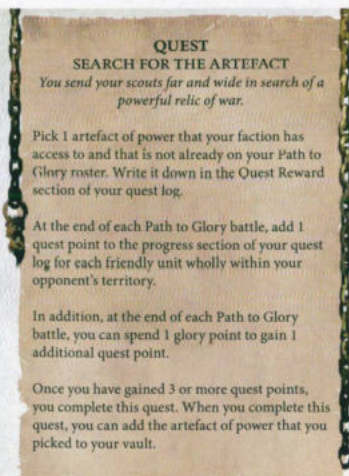 QUEST
SEARCH FOR THE ARTEFACT
You send your scouts far and wide in search of a
powerful relic of war.
Pick 1 artefact of power that your faction has
access to and that is not already on your Path to
Glory roster. Write it down in the Quest Reward
section of your quest log.
At the end of each Path to Glory battle, add 1
quest point to the progress section of your quest
log for each friendly unit wholly within your
opponent's territory.
In addition, at the end of each Path to Glory
battle, you can spend 1 glory point to gain 1
additional quest point.
Once you have gained 3 or more quest points,
you complete this quest. When you complete this
quest, you can add the artefact of power that you
picked to your vault.